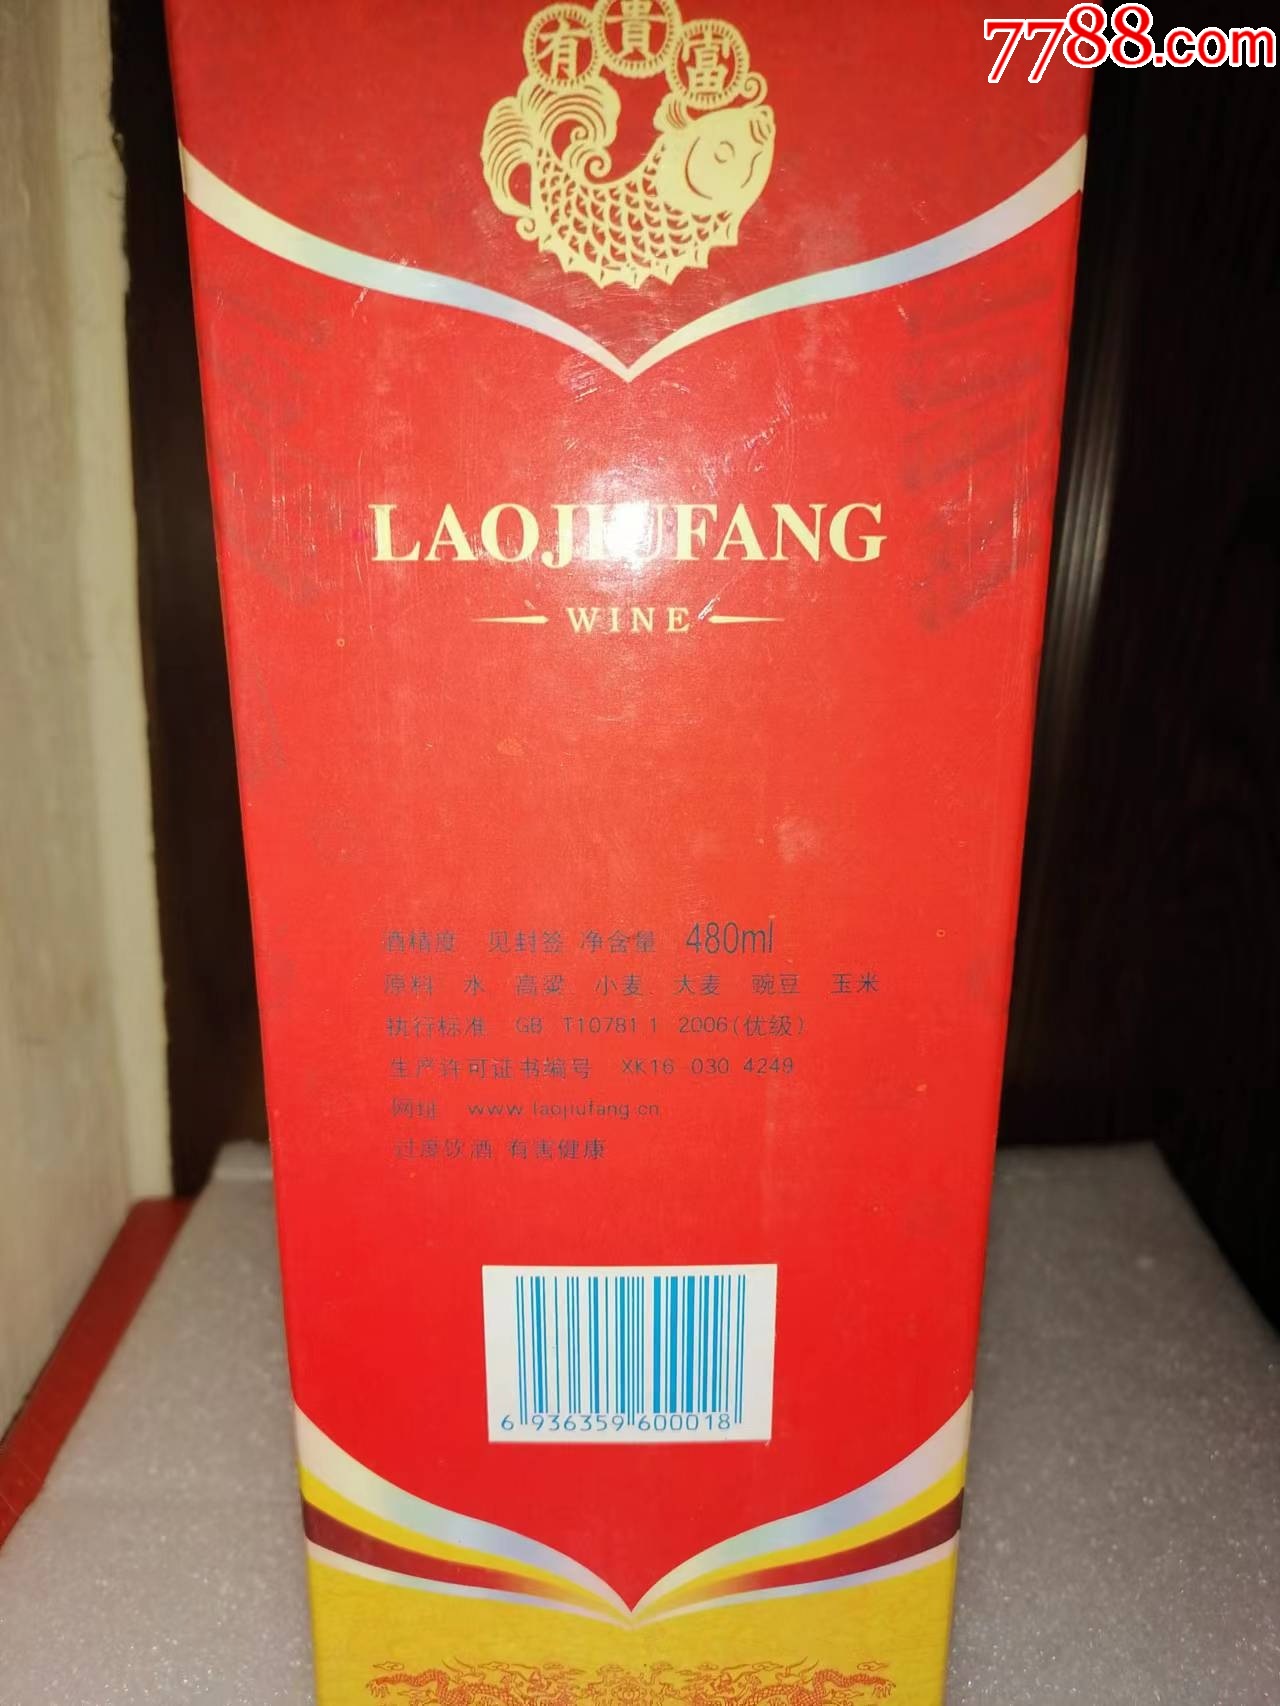 7788.com
有貴富
LAOJIUFANG
WINE
酒精度 见封签 净含量 480ml
原料 水、高粱、小麦、大麦 豌豆 玉米
执行标准 GB T10781 1 2006(优级)
生产许可证书编号 XK16 030 4249
网址 www laojiufang.cn
过度饮酒 有害健康
6 936359 600018